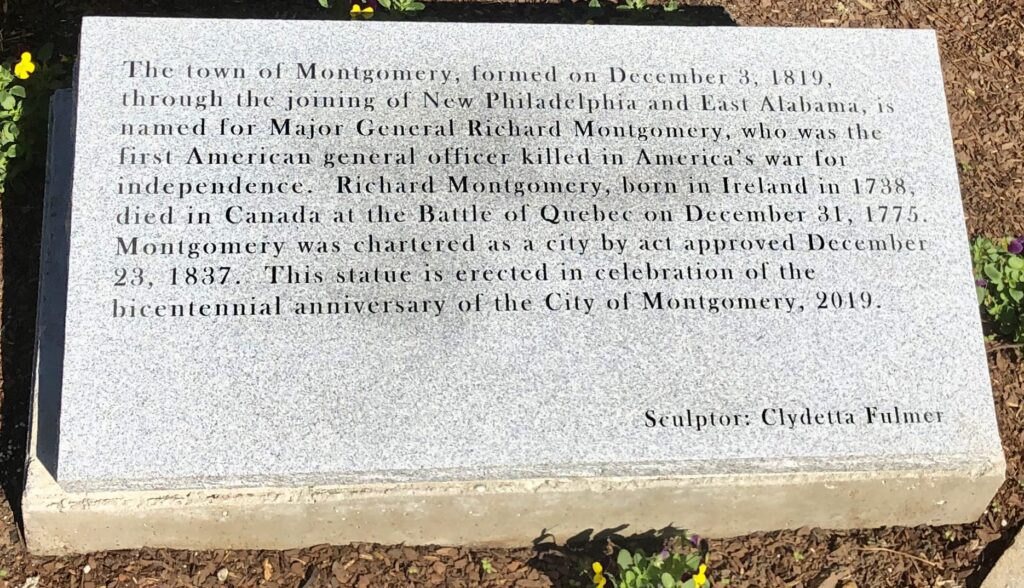 The town of Montgomery, formed on December 3, 1819,
through the joining of New Philadelphia and East Alabama, is
named for Major General Richard Montgomery, who was the
first American general officer killed in America's war for
independence. Richard Montgomery, born in Ireland in 1738,
died in Canada at the Battle of Quebec on December 31, 1775.
Montgomery was chartered as a city by act approved December
23, 1837. This statue is erected in celebration of the
bicentennial anniversary of the City of Montgomery, 2019.
Sculptor: Clydetta Fulmer